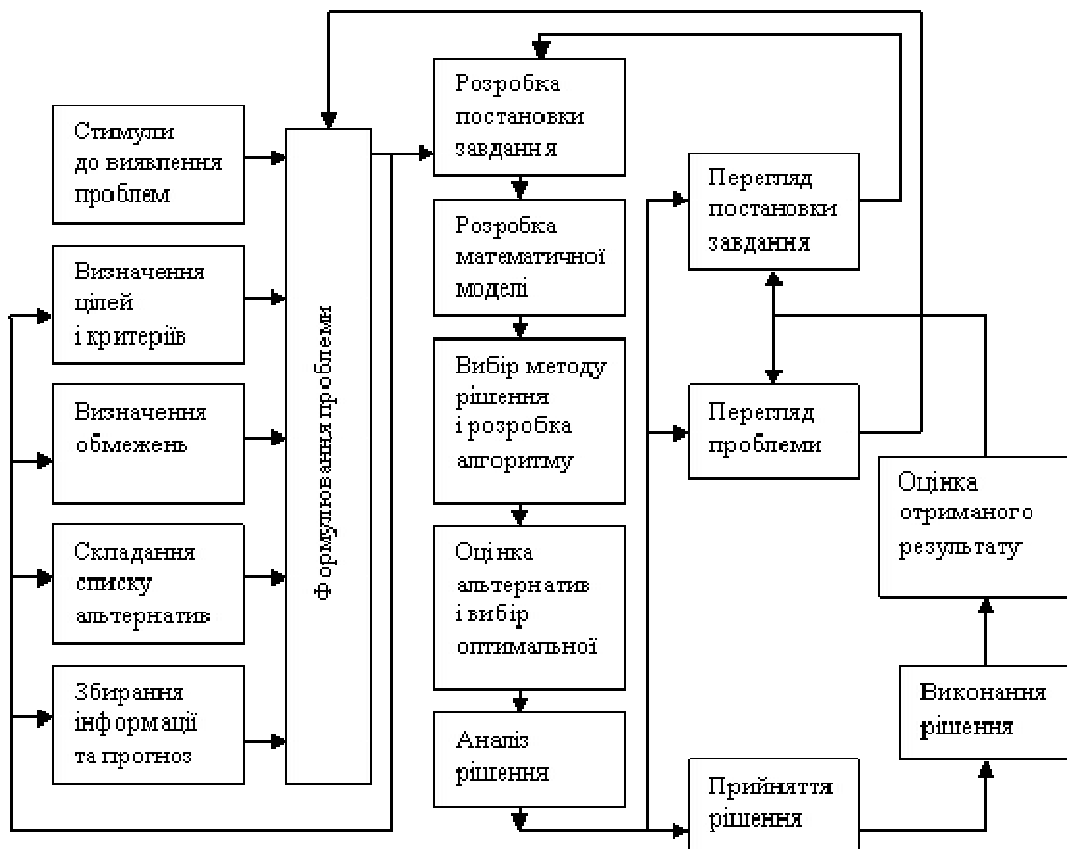 Стимули
до виявлення
проблем
Визначення
цілей
і критеріїв
Визначення
обмежень
Складання
списку
альтернатив
Збирання
інформації
та прогноз
Формулювання проблеми
Розробка
постановки
завдання
Розробка
математичної
моделі
Вибір методу
рішення
і розробка
алгоритму
Оцінка
альтернатив
і вибір
оптимальної
Аналіз
рішення
Перегляд
постановки
завдання
Перегляд
проблеми
Прийняття
рішення
Виконання
рішення
Оцінка
отриманого
результату